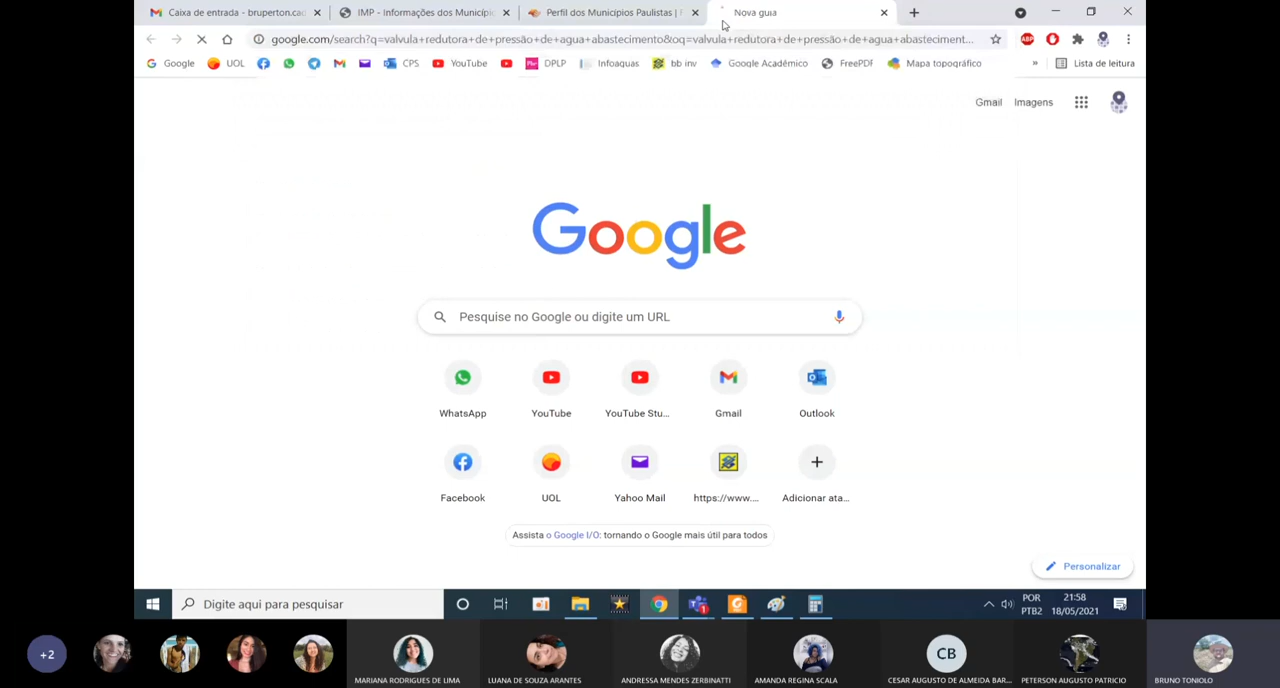 Caixa de entrada - bruperton.cad
IMP - Informações dos Municípi
Perfil dos Municípios Paulistas |
Nova guia
google.com/search?q=valvula+redutora+de+pressão+de+agua+abastecimento&oq=valvula+redutora+de+pressão+de+agua+abasteciment...
ABP
Google
UOL
CPS
YouTube
DPLP
Infoaguas
bb inv
Google Acadêmico
FreePDF
Mapa topográfico
»
Lista de leitura
Gmail
Imagens
Google
Pesquise no Google ou digite um URL
WhatsApp
YouTube
YouTube Stu...
Gmail
Outlook
Facebook
UOL
Yahoo Mail
https://www....
Adicionar ata...
Assista o Google I/O: tornando o Google mais útil para todos
Personalizar
Digite aqui para pesquisar
POR
PTB2
21:58
18/05/2021
+2
MARIANA RODRIGUES DE LIMA
LUANA DE SOUZA ARANTES
ANDRESSA MENDES ZERBINATTI
AMANDA REGINA SCALA
CB
CESAR AUGUSTO DE ALMEIDA BAR...
PETERSON AUGUSTO PATRICIO
BRUNO TONIOLO